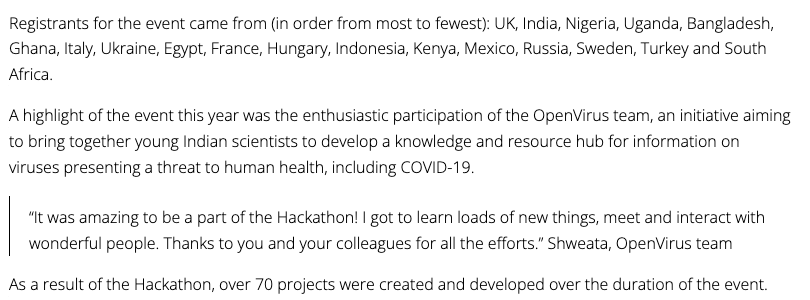 Registrants for the event came from (in order from most to fewest): UK, India, Nigeria, Uganda, Bangladesh,
Ghana, Italy, Ukraine, Egypt, France, Hungary, Indonesia, Kenya, Mexico, Russia, Sweden, Turkey and South
Africa.
A highlight of the event this year was the enthusiastic participation of the OpenVirus team, an initiative aiming
to bring together young Indian scientists to develop a knowledge and resource hub for information on
viruses presenting a threat to human health, including COVID-19.
“It was amazing to be a part of the Hackathon! I got to learn loads of new things, meet and interact with
wonderful people. Thanks to you and your colleagues for all the efforts.” Shweata, OpenVirus team
As a result of the Hackathon, over 70 projects were created and developed over the duration of the event.